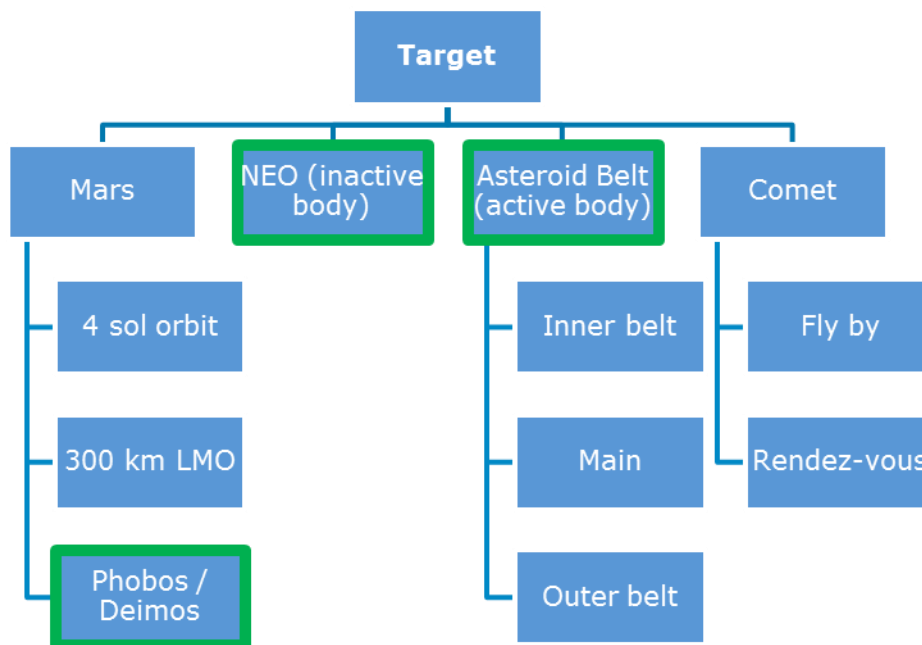 Target
Mars
NEO (inactive
body)
Asteroid Belt
(active body)
Comet
4 sol orbit
Inner belt
Fly by
300 km LMO
Main
Rendez-vous
Phobos /
Deimos
Outer belt